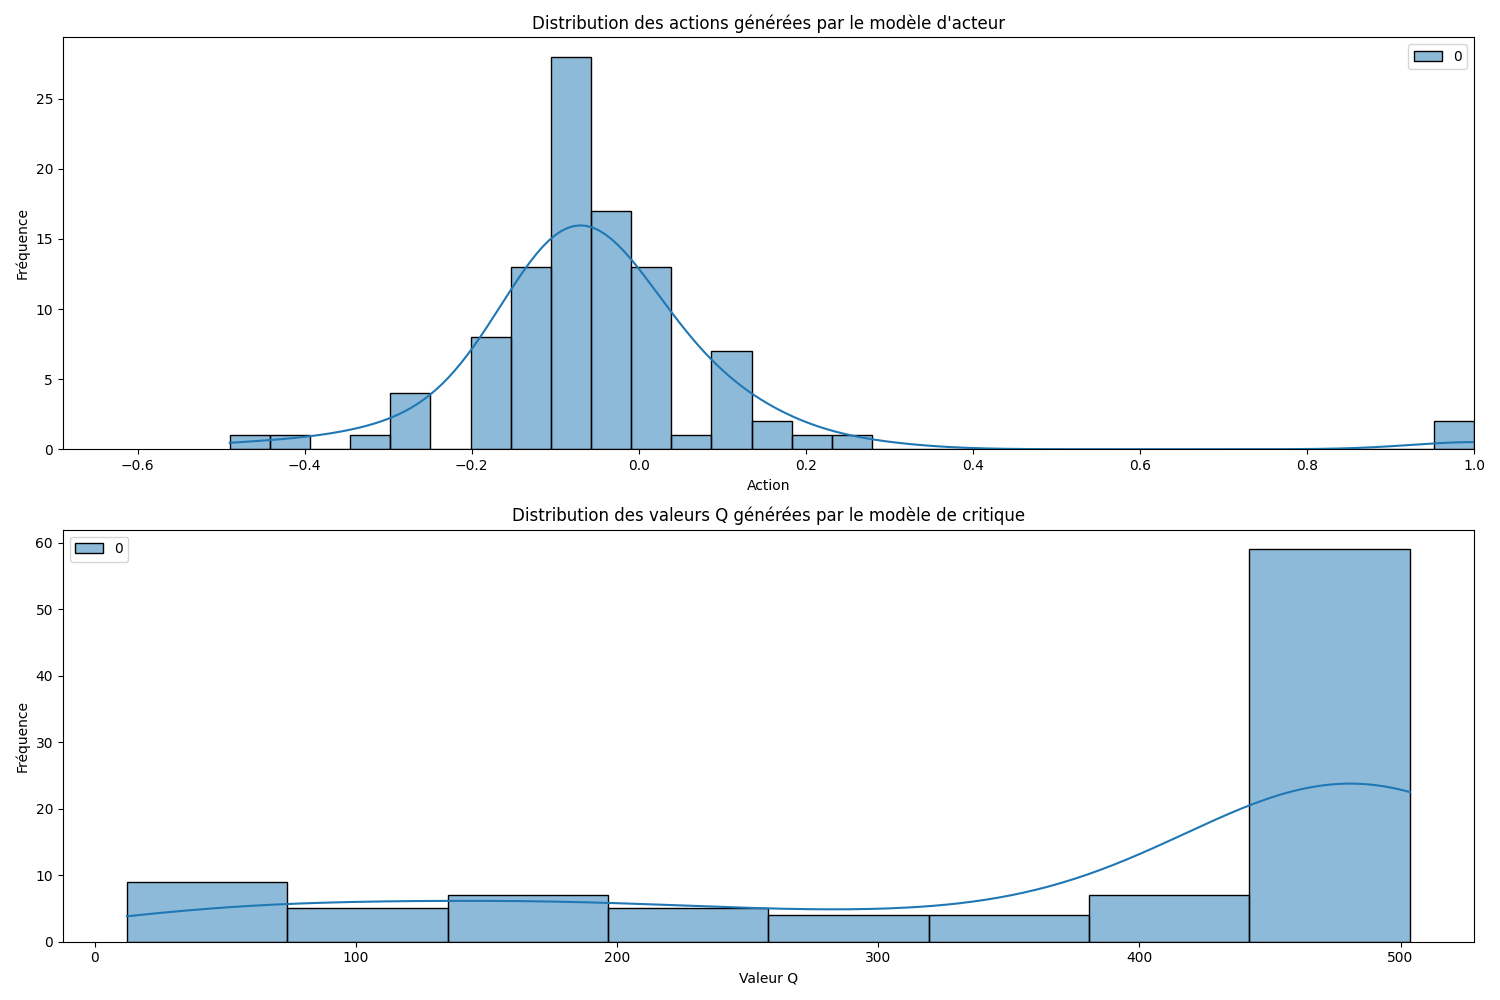 Distribution des actions générées par le modèle d'acteur
0
25
20
15
10
5
0
Fréquence
−0.6 −0.4 −0.2 0.0 0.2 0.4 0.6 0.8 1.0
Action
Distribution des valeurs Q générées par le modèle de critique
0
60
50
40
30
20
10
0
Fréquence
0 100 200 300 400 500
Valeur Q